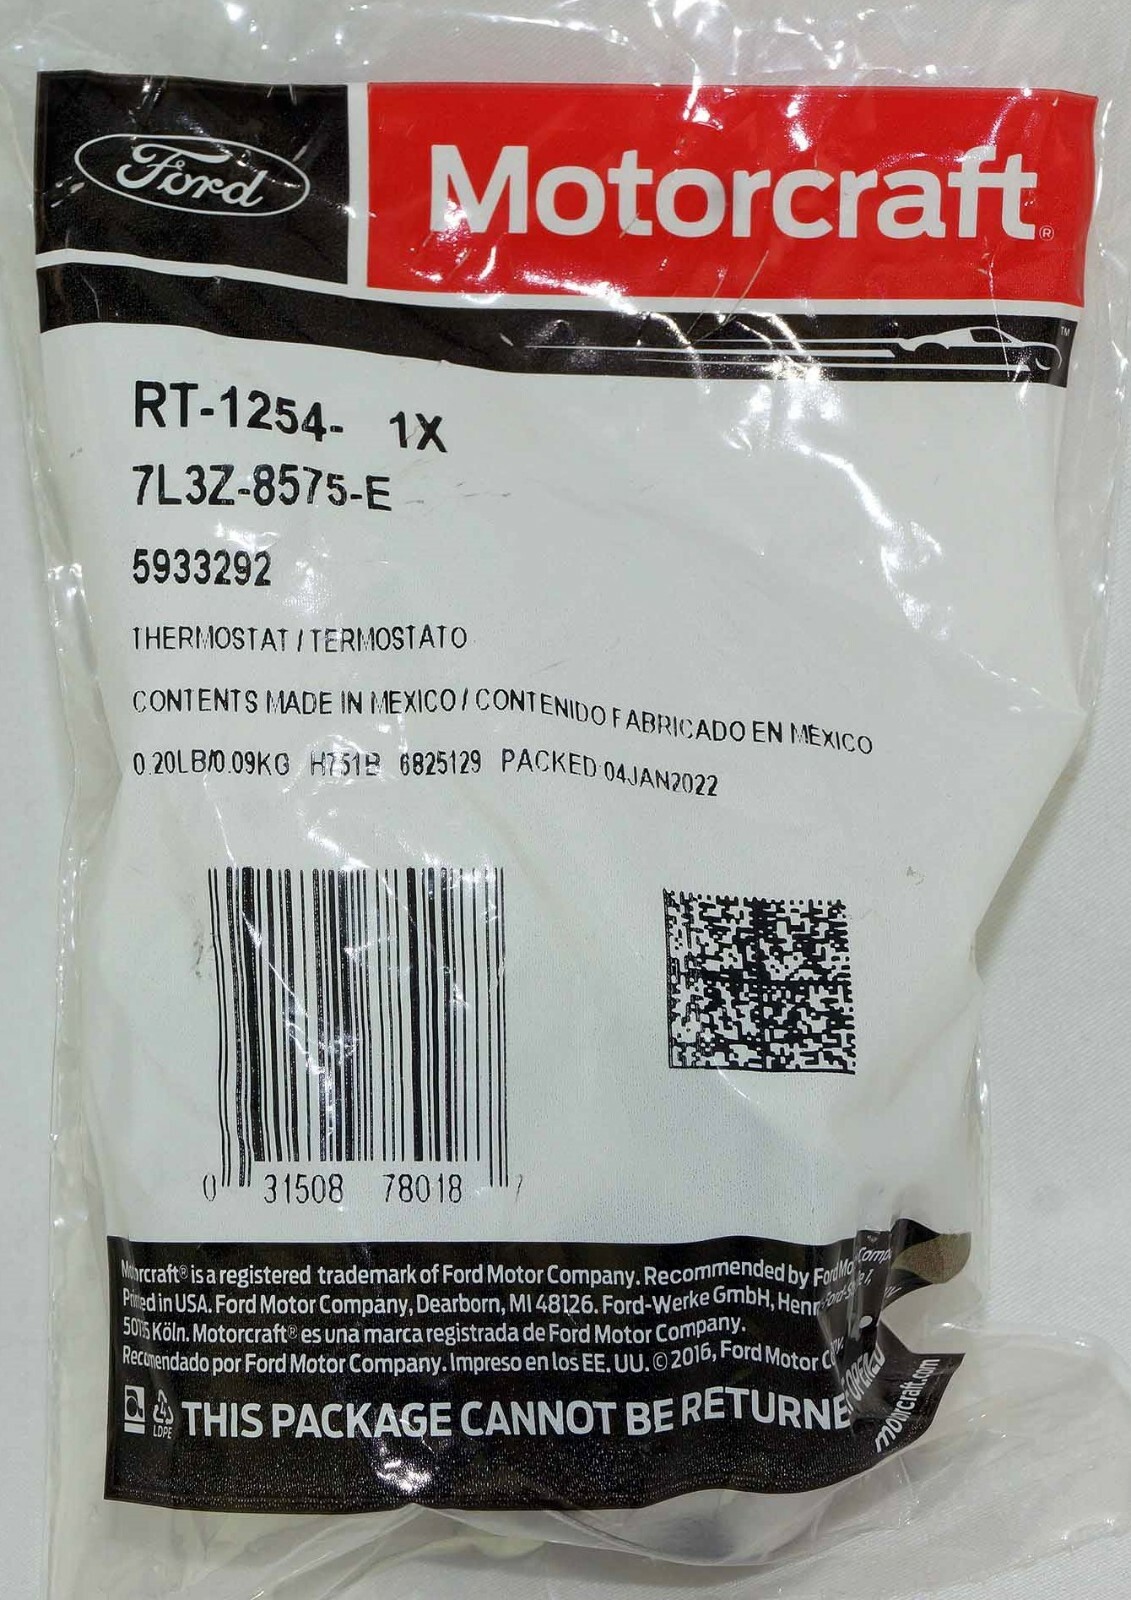 Ford
Motorcraft®
™
RT-1254- 1X
7L3Z-8575-E
5933292
THERMOSTAT / TERMOSTATO
CONTENTS MADE IN MEXICO / CONTENIDO FABRICADO EN MÉXICO
0.20LB/0.09KG H751B 6825129 PACKED:04JAN2022
0 31508 78018 7
Motorcraft® is a registered trademark of Ford Motor Company. Recommended by Ford
Printed in USA. Ford Motor Company, Dearborn, MI 48126. Ford-Werke GmbH,
Köln. Motorcraft® es una marca registrada de Ford Motor Company.
Recomendado por Ford Motor Company. Impreso en los EE. UU. © 2016, Ford Motor
LDPE THIS PACKAGE CANNOT BE RETURNE